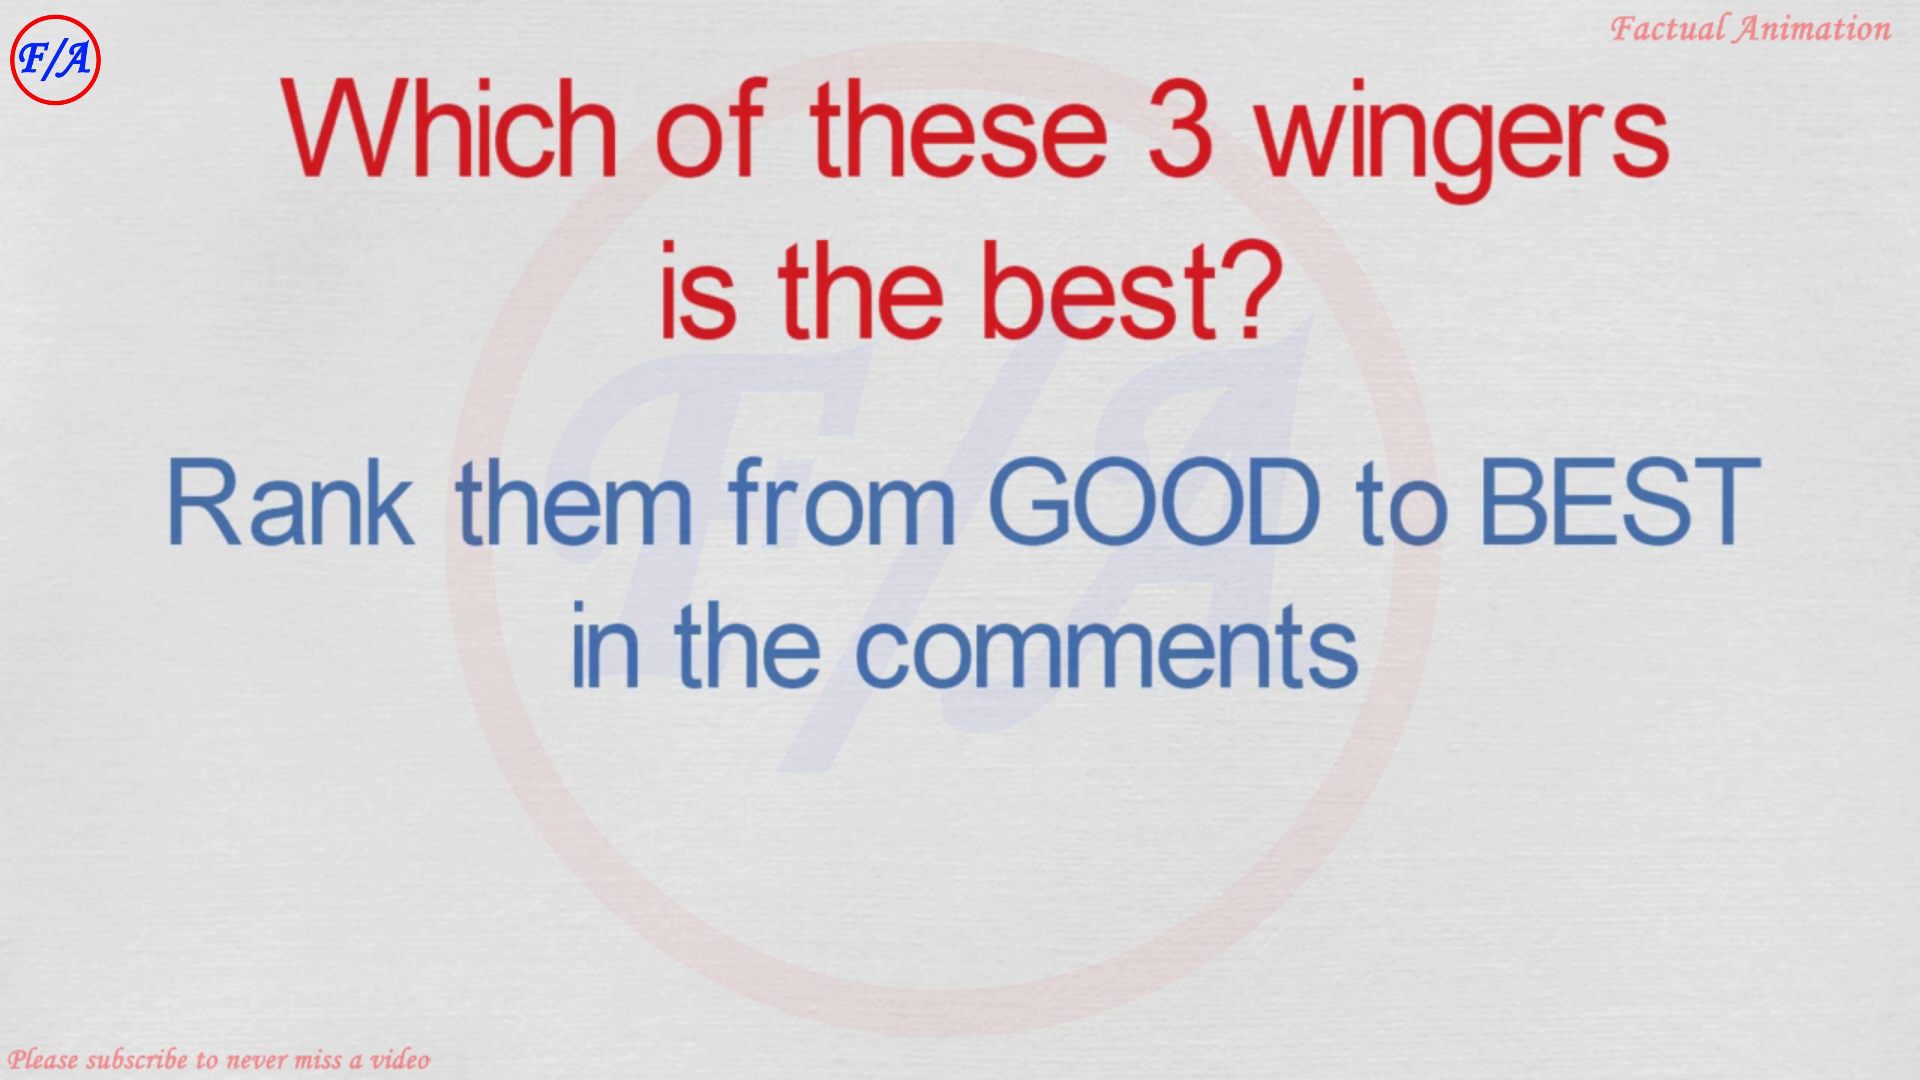 F/A
Factual Animation
Which of these 3 wingers
is the best?
Rank them from GOOD to BEST
in the comments
F/A
Please subscribe to never miss a video